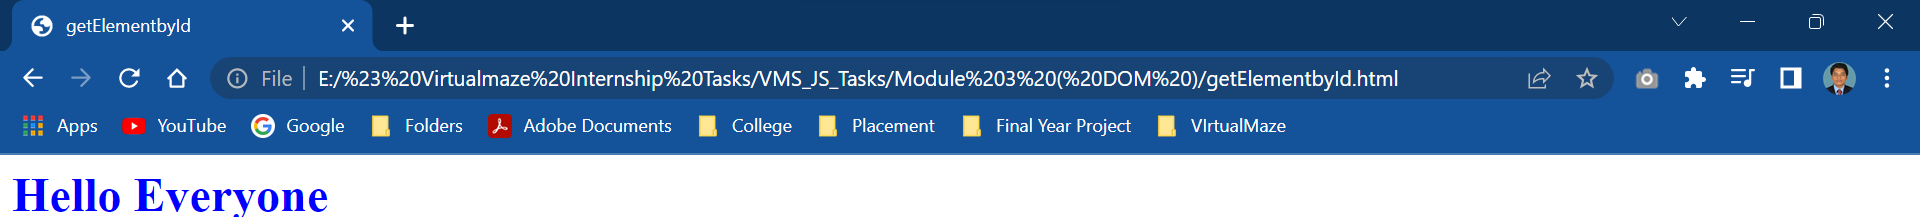 getElementbyId
File E:/%23%20Virtualmaze%20Internship%20Tasks/VMS_JS_Tasks/Module%203%20(%20DOM%20)/getElementbyId.html
Apps YouTube Google Folders Adobe Documents College Placement Final Year Project VIrtualMaze
Hello Everyone